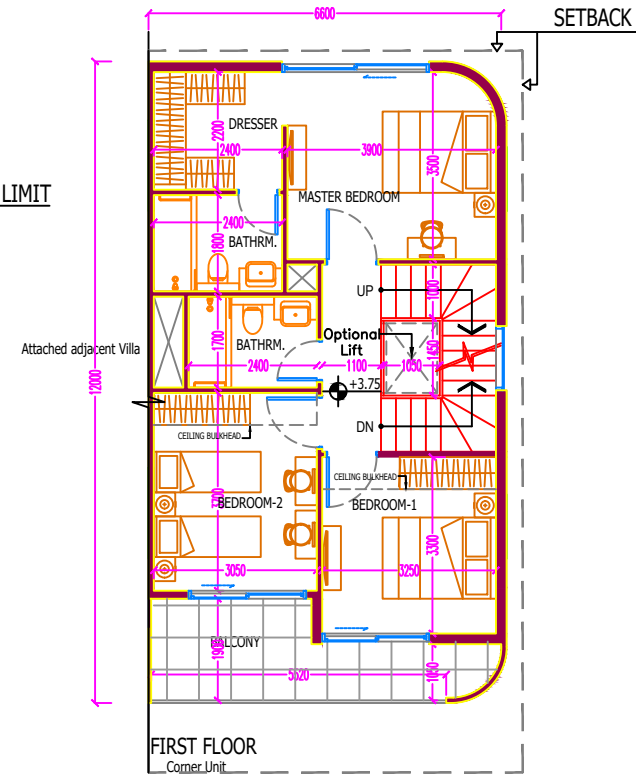 6600
SETBACK
LIMIT
DRESSER
2200
2400
3900
3500
MASTER BEDROOM
2400
BATHRM.
1800
UP
1000
Optional
Lift
1450
Attached adjacent Villa
1700
BATHRM.
2400
1100
1050
12000
+3.75
DN
CEILING BULKHEAD
CEILING BULKHEAD
BEDROOM-2
BEDROOM-1
3300
3050
3250
BALCONY
1900
5520
1050
FIRST FLOOR
Corner Unit